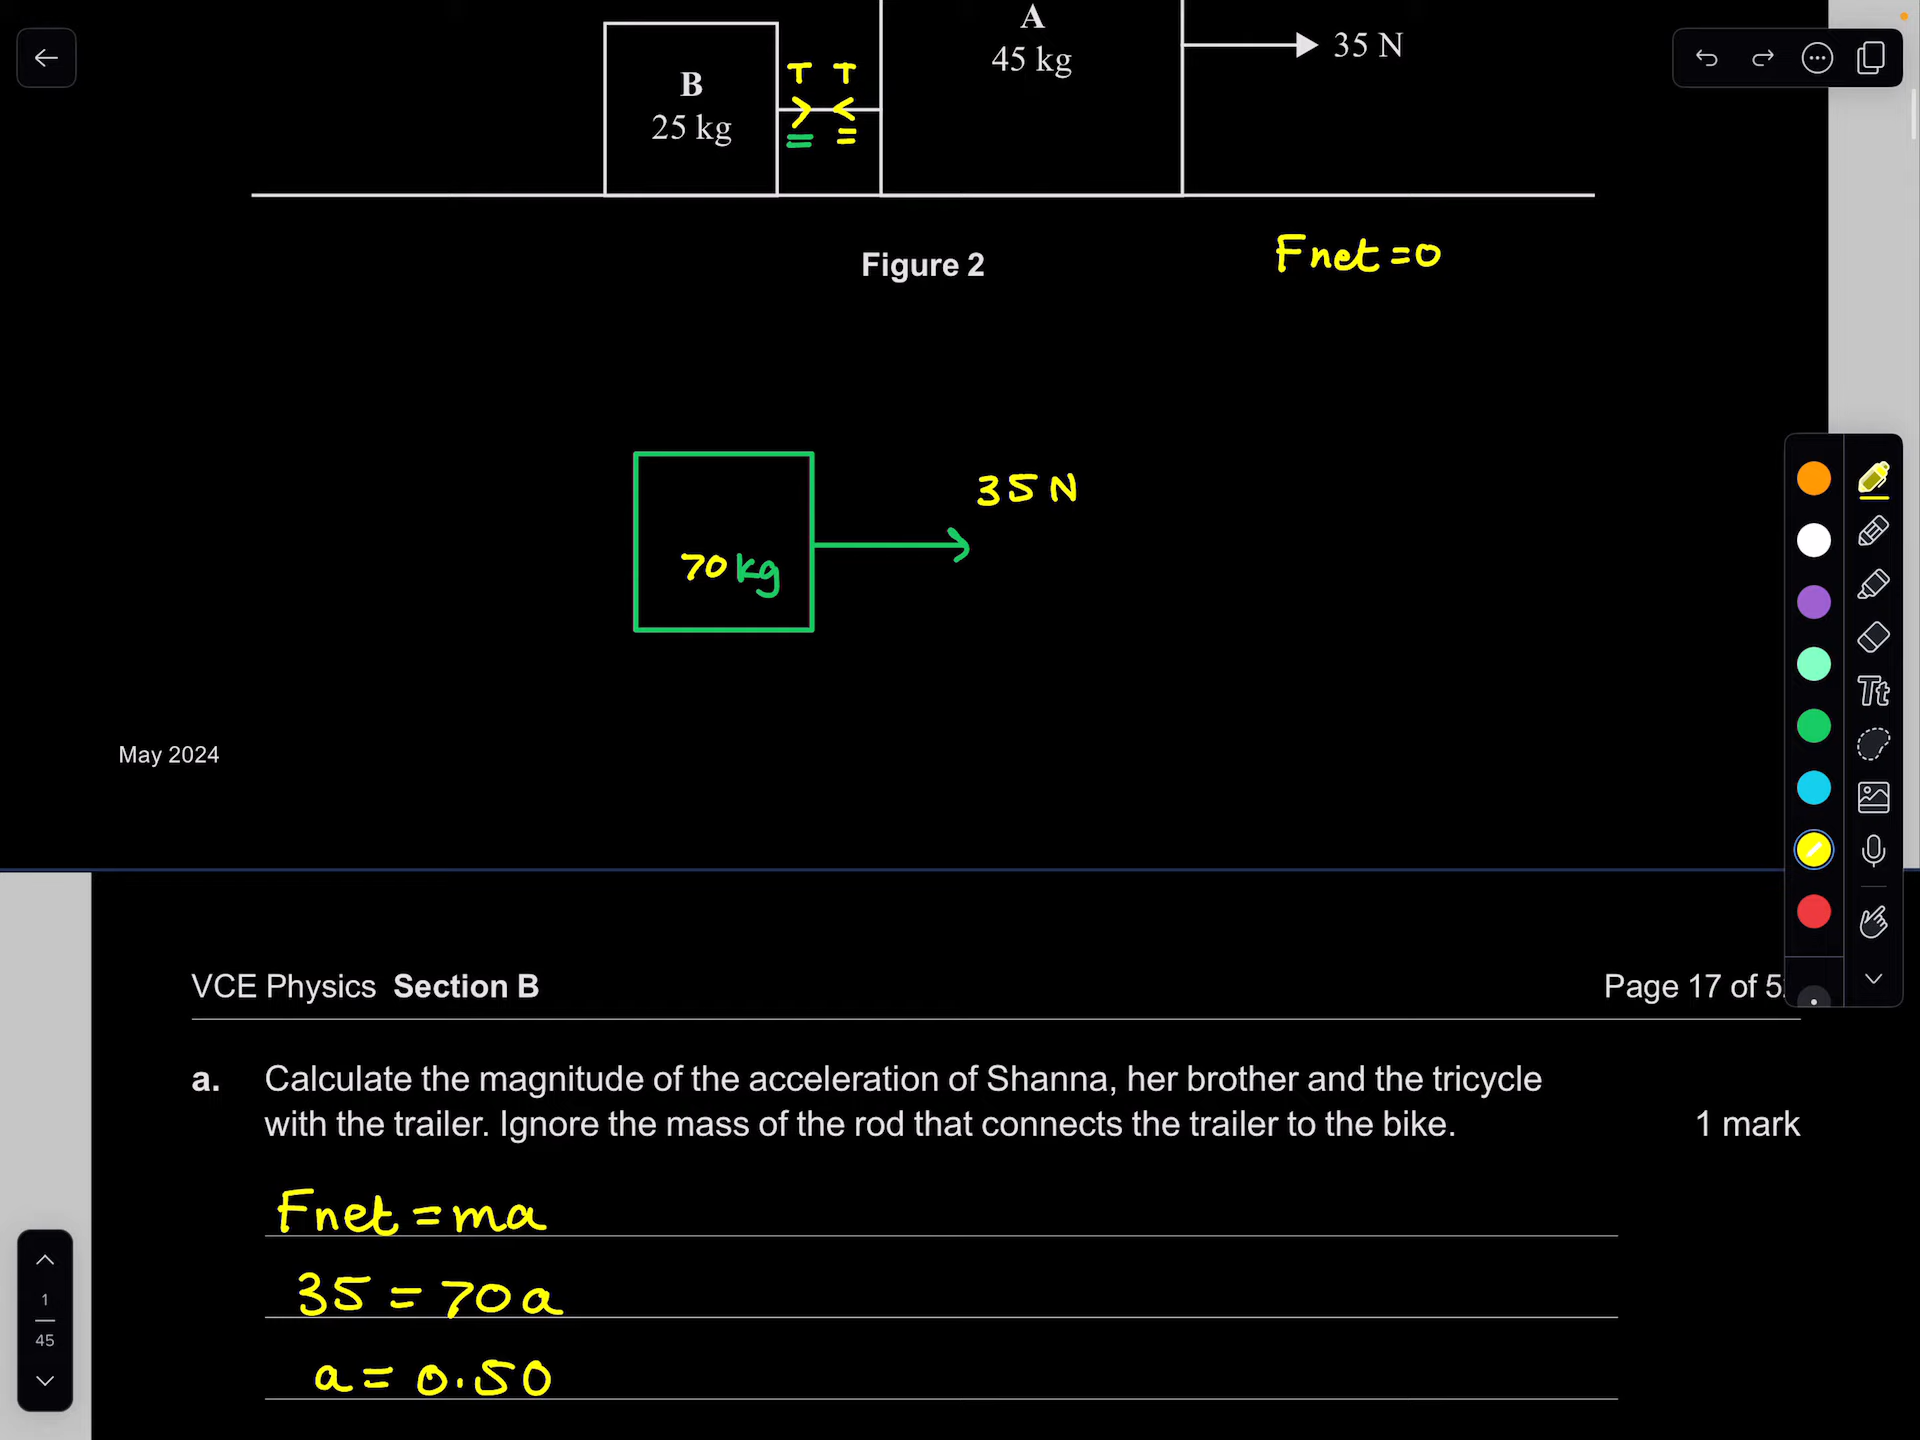 A
45 kg
35 N
B
25 kg
T T
Figure 2
Fnet = 0
35 N
70 kg
May 2024
VCE Physics Section B
Page 17 of 5
a. Calculate the magnitude of the acceleration of Shanna, her brother and the tricycle
with the trailer. Ignore the mass of the rod that connects the trailer to the bike.
1 mark
Fnet = ma
35 = 70a
a = 0.50
1
45
Tt